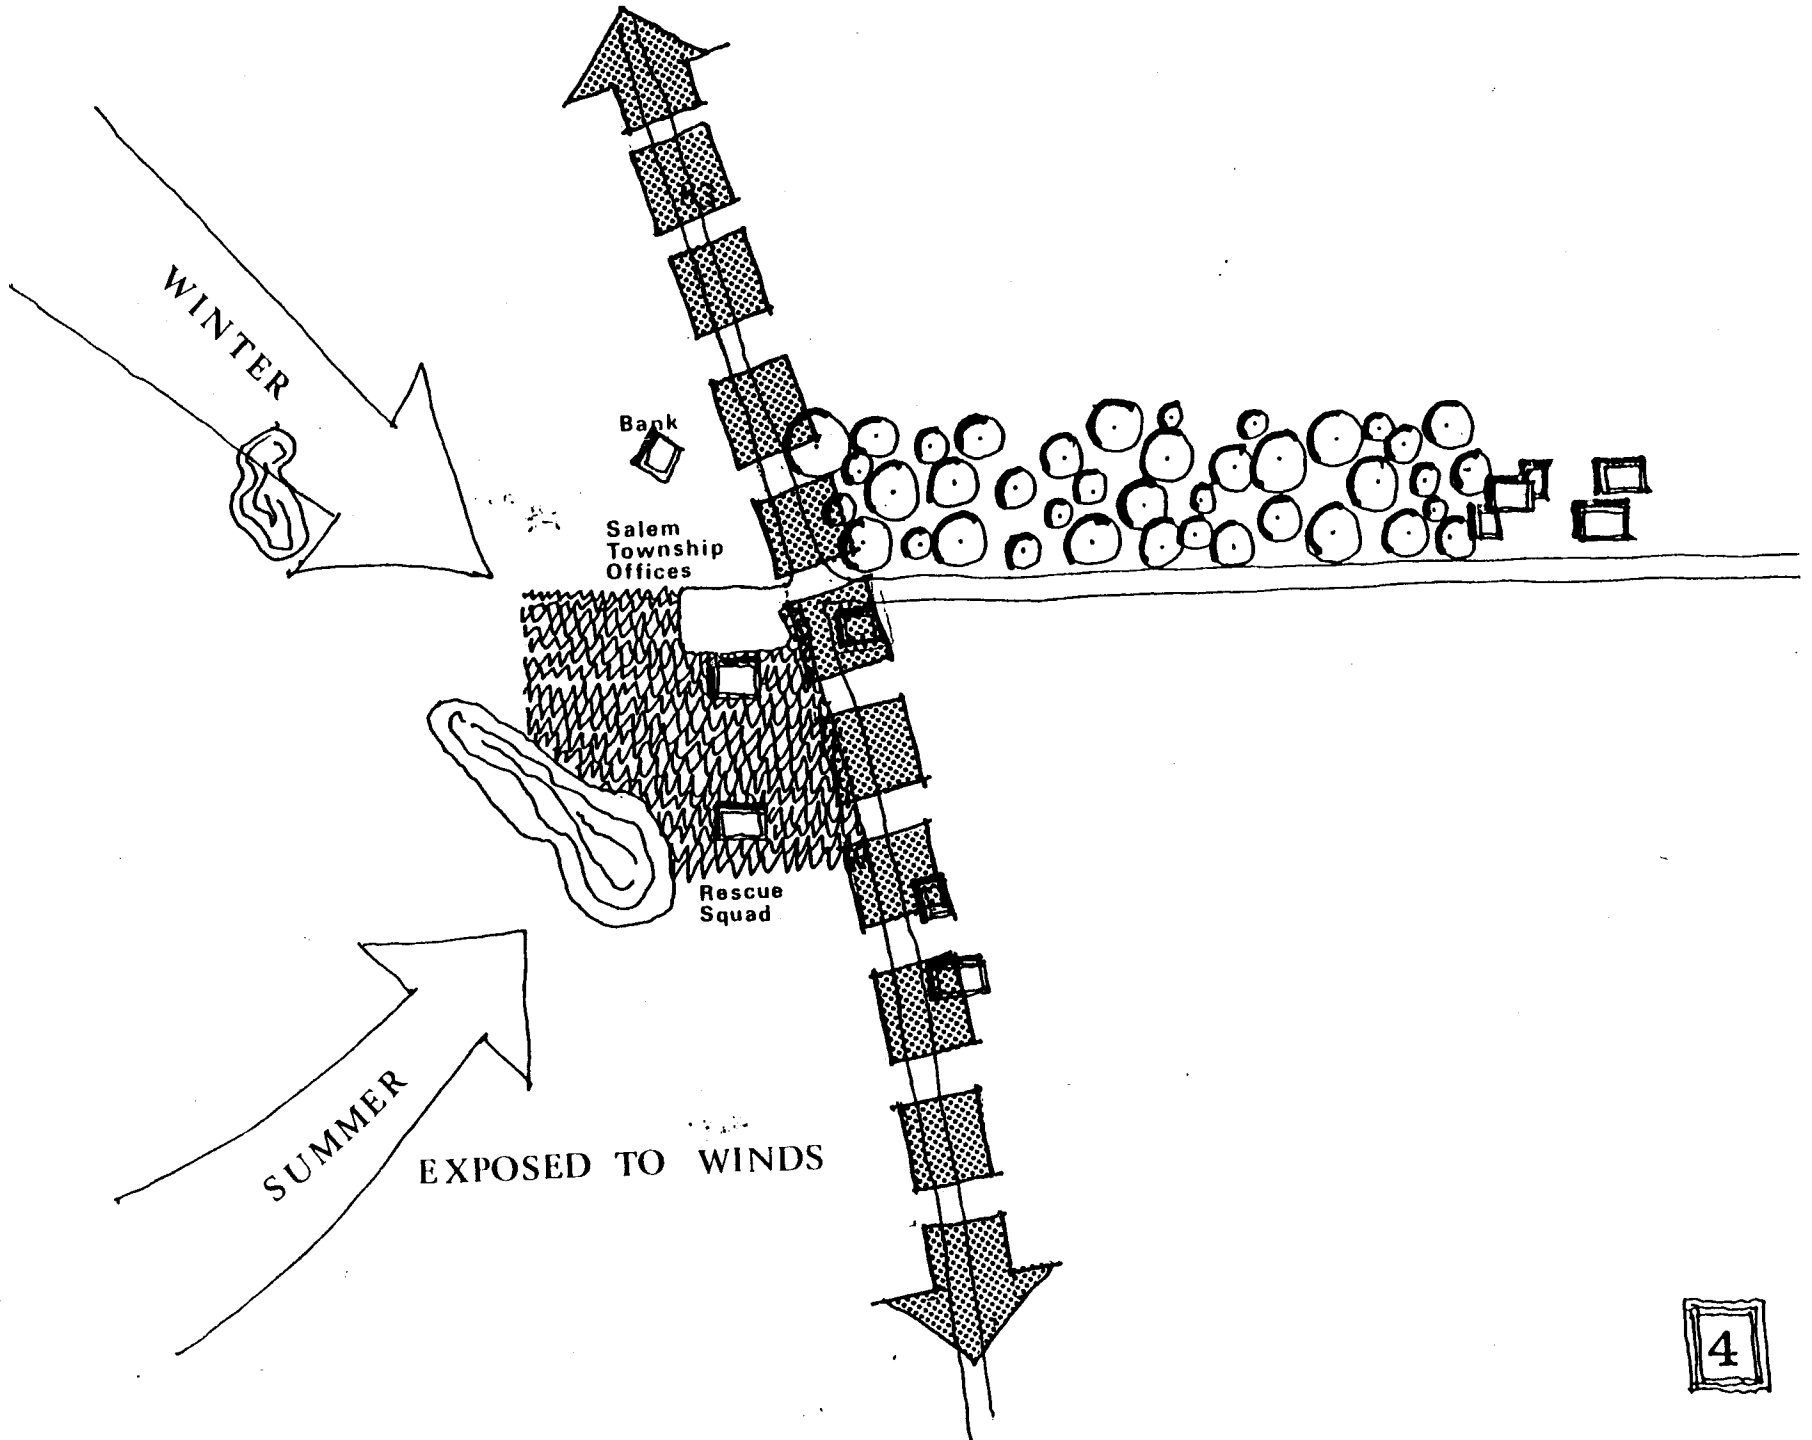 WINTER
Bank
Salem
Township
Offices
Rescue
Squad
SUMMER
EXPOSED TO WINDS
4